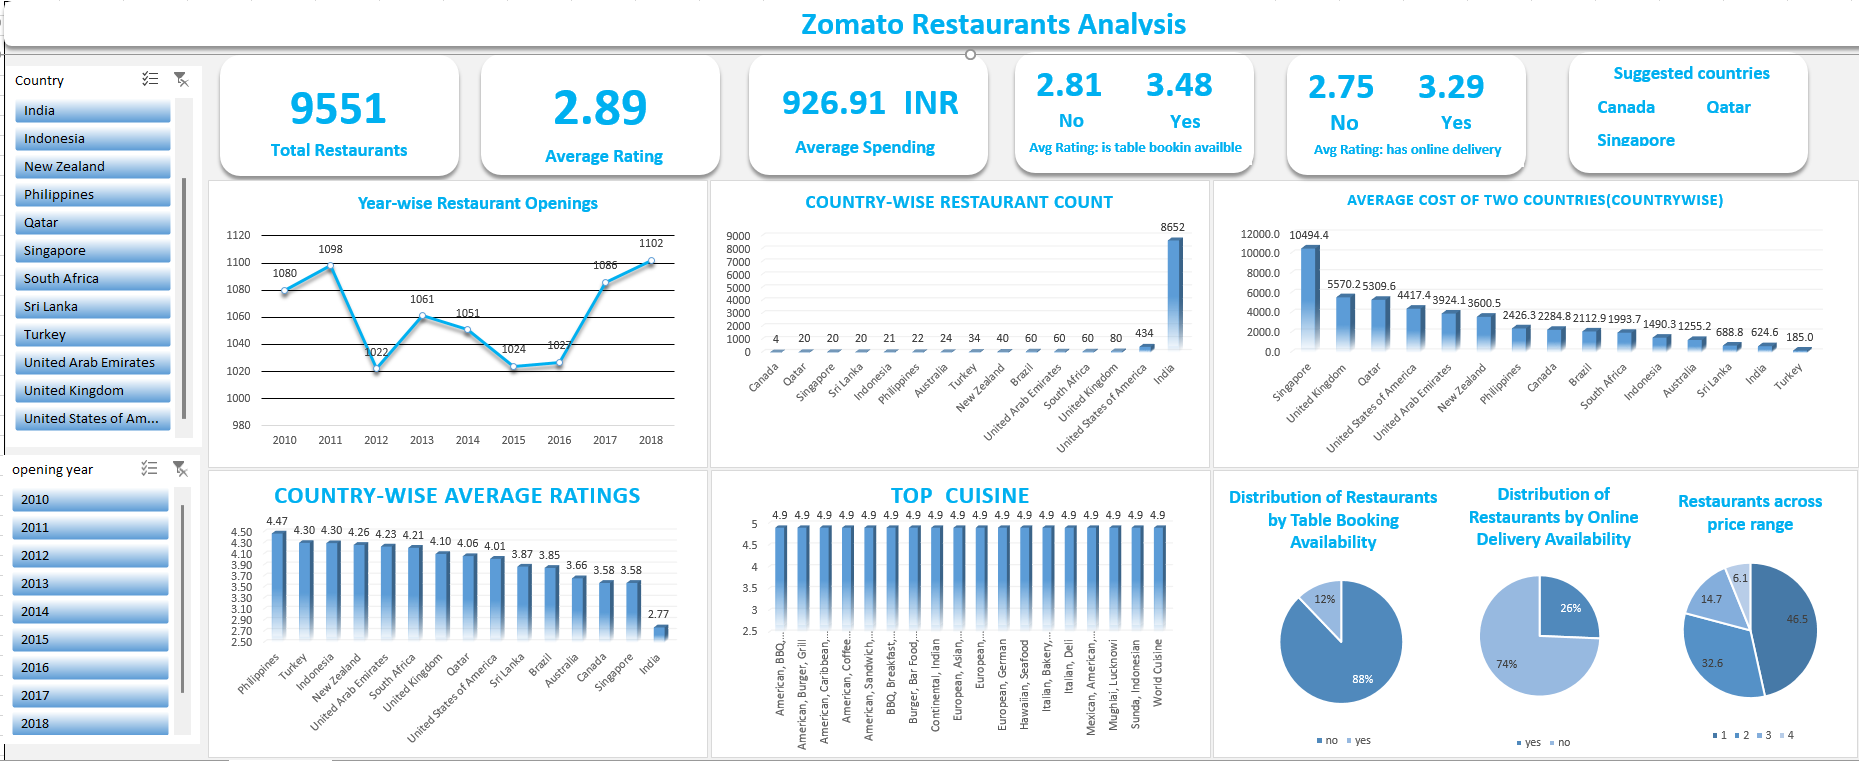 Zomato Restaurants Analysis
Country
India
Indonesia
New Zealand
Philippines
Qatar
Singapore
South Africa
Sri Lanka
Turkey
United Arab Emirates
United Kingdom
United States of Am...
opening year
2010
2011
2012
2013
2014
2015
2016
2017
2018
9551
Total Restaurants
2.89
Average Rating
926.91 INR
Average Spending
2.81 3.48
No Yes
Avg Rating: is table bookin availble
2.75 3.29
No Yes
Avg Rating: has online delivery
Suggested countries
Canada Qatar
Singapore
Year-wise Restaurant Openings
1120
1100
1080
1060
1040
1020
1000
980
1080 1098 1022 1061 1051 1024 1027 1086 1102
2010 2011 2012 2013 2014 2015 2016 2017 2018
COUNTRY-WISE RESTAURANT COUNT
9000
8000
7000
6000
5000
4000
3000
2000
1000
0
4 20 20 20 21 22 24 34 40 60 60 60 80 434 8652
Canada
Qatar
Singapore
Sri Lanka
Indonesia
Philippines
Australia
Turkey
New Zealand
Brazil
United Arab Emirates
South Africa
United Kingdom
United States of America
India
AVERAGE COST OF TWO COUNTRIES(COUNTRYWISE)
12000.0
10000.0
8000.0
6000.0
4000.0
2000.0
0.0
10494.4 5570.2 5309.6 4417.4 3924.1 3600.5 2426.3 2284.8 2112.9 1993.7 1490.3 1255.2 688.8 624.6 185.0
Singapore
United Kingdom
Qatar
United States of America
United Arab Emirates
New Zealand
Philippines
Canada
Brazil
South Africa
Indonesia
Australia
Sri Lanka
India
Turkey
COUNTRY-WISE AVERAGE RATINGS
4.50
4.30
4.10
3.90
3.70
3.50
3.30
3.10
2.90
2.70
2.50
4.47 4.30 4.30 4.26 4.23 4.21 4.10 4.06 4.01 3.87 3.85 3.66 3.58 3.58 2.77
Philippines
Turkey
Indonesia
New Zealand
United Arab Emirates
South Africa
United Kingdom
Qatar
United States of America
Sri Lanka
Brazil
Australia
Canada
Singapore
India
TOP CUISINE
5
4.5
4
3.5
3
2.5
4.9 4.9 4.9 4.9 4.9 4.9 4.9 4.9 4.9 4.9 4.9 4.9 4.9 4.9 4.9 4.9 4.9 4.9
American, BBQ,...
American, Burger, Grill
American, Caribbean,...
American, Coffee...
American, Sandwich,...
BBQ, Breakfast,...
Burger, Bar Food,...
Continental, Indian
European, Asian,...
European,...
European, German
Hawaiian, Seafood
Italian, Bakery,...
Italian, Deli
Mexican, American,...
Mughlai, Lucknowi
Sunda, Indonesian
World Cuisine
Distribution of Restaurants
by Table Booking
Availability
12%
88%
no yes
Distribution of
Restaurants by Online
Delivery Availability
26%
74%
yes no
Restaurants across
price range
6.1
14.7
46.5
32.6
1 2 3 4